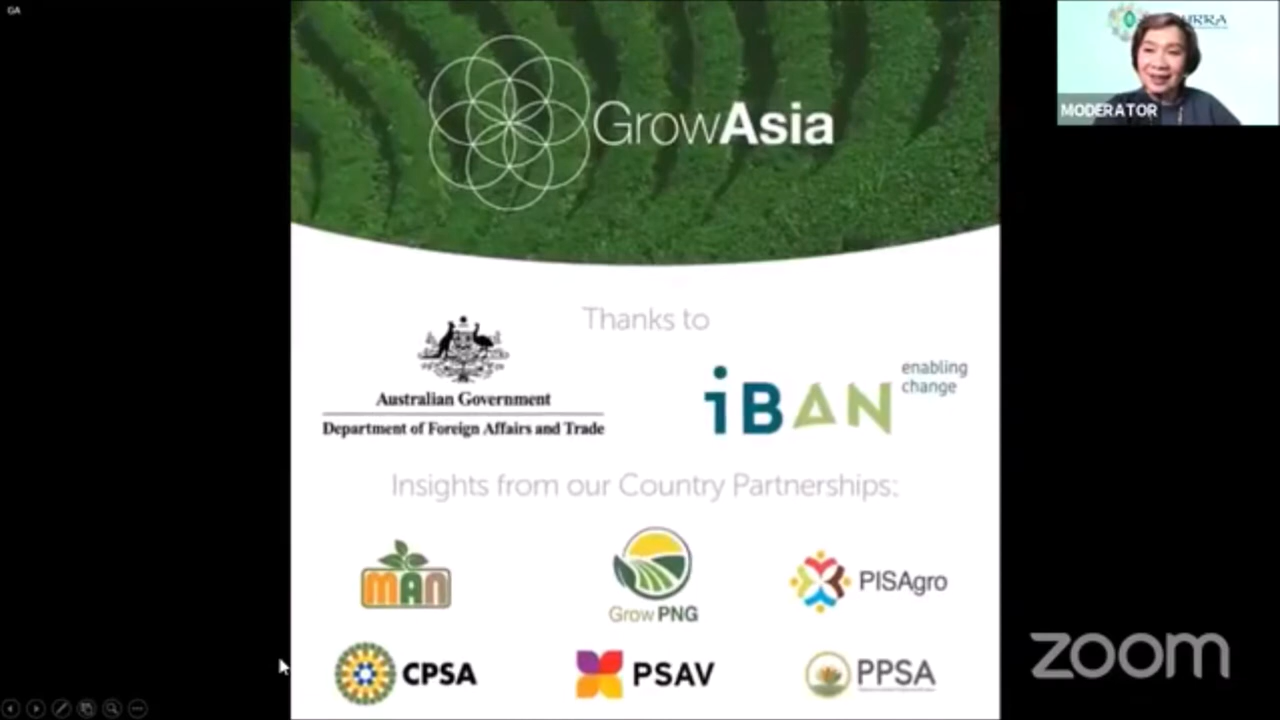 GA
GrowAsia
MODERATOR
Thanks to
Australian Government
Department of Foreign Affairs and Trade
iBAN
enabling
change
Insights from our Country Partnerships:
MAN
Grow PNG
PISAgro
CPSA
PSAV
PPSA
zoom